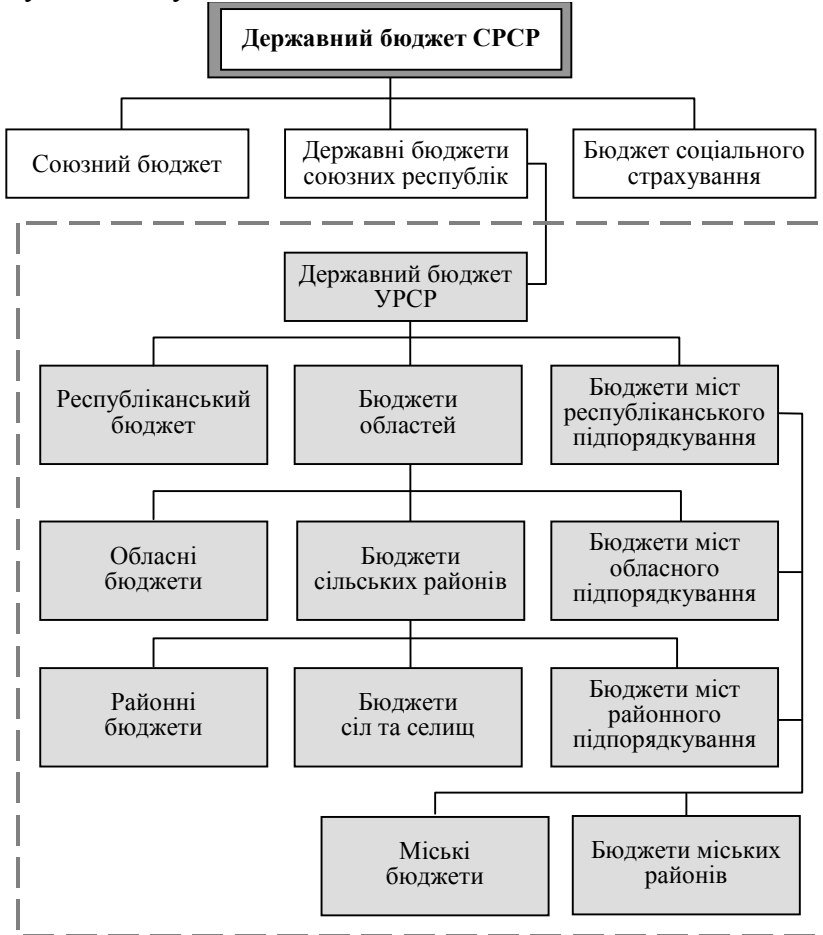 Державний бюджет СРСР
Союзний бюджет
Державні бюджети
союзних республік
Бюджет соціального
страхування
Державний бюджет
УРСР
Республіканський
бюджет
Бюджети
областей
Бюджети міст
республіканського
підпорядкування
Обласні
бюджети
Бюджети
сільських районів
Бюджети міст
обласного
підпорядкування
Районні
бюджети
Бюджети
сіл та селищ
Бюджети міст
районного
підпорядкування
Міські
бюджети
Бюджети міських
районів